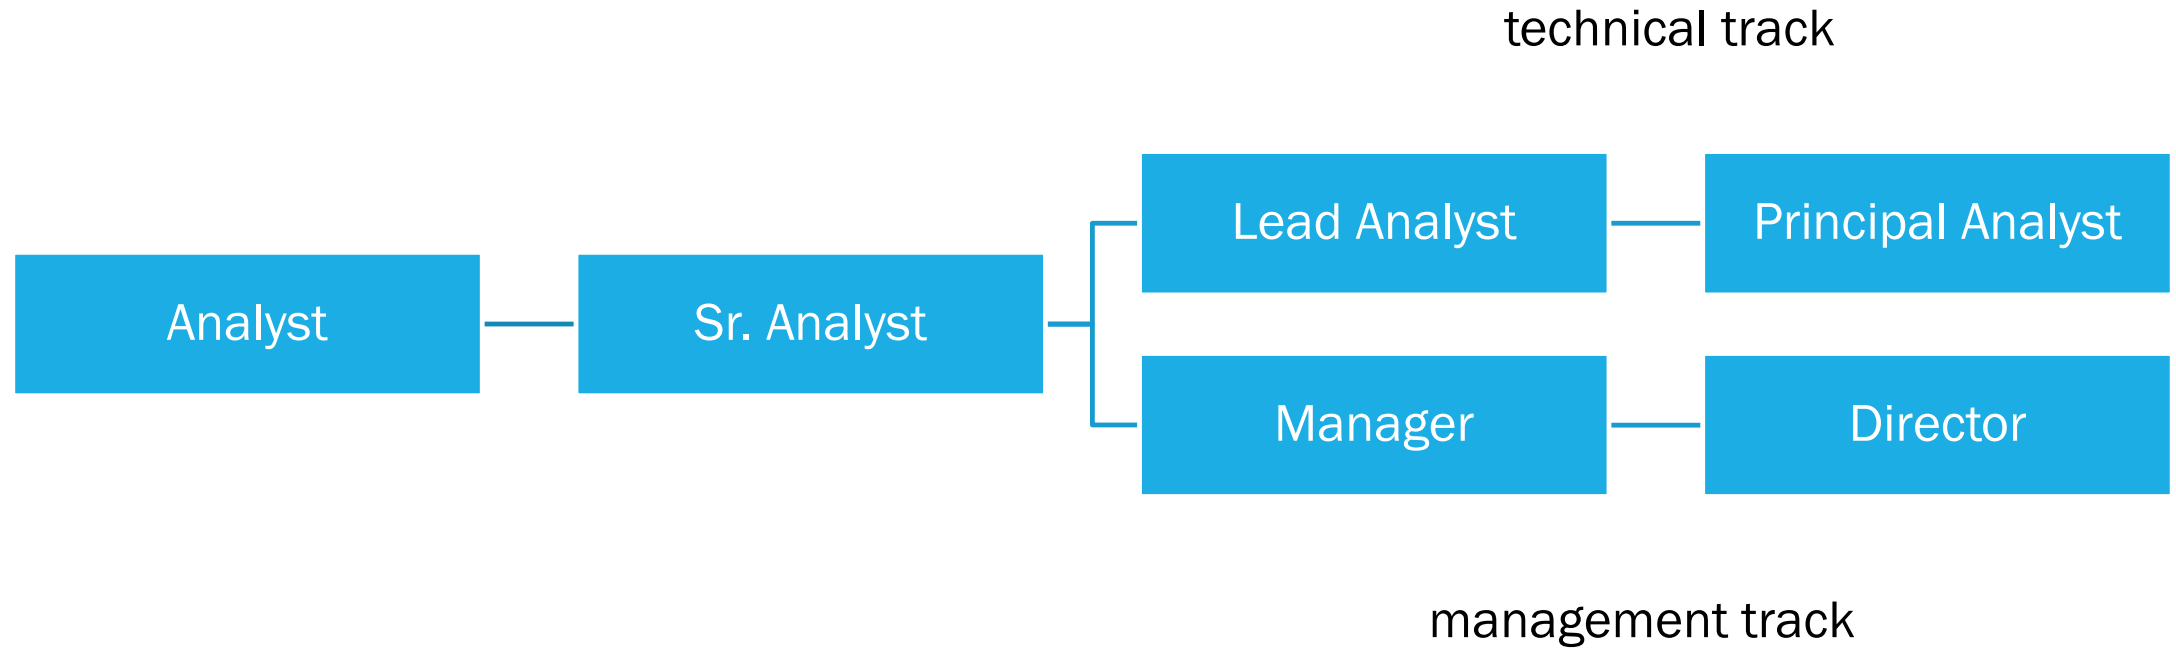 technical track
Lead Analyst
Principal Analyst
Analyst
Sr. Analyst
Manager
Director
management track